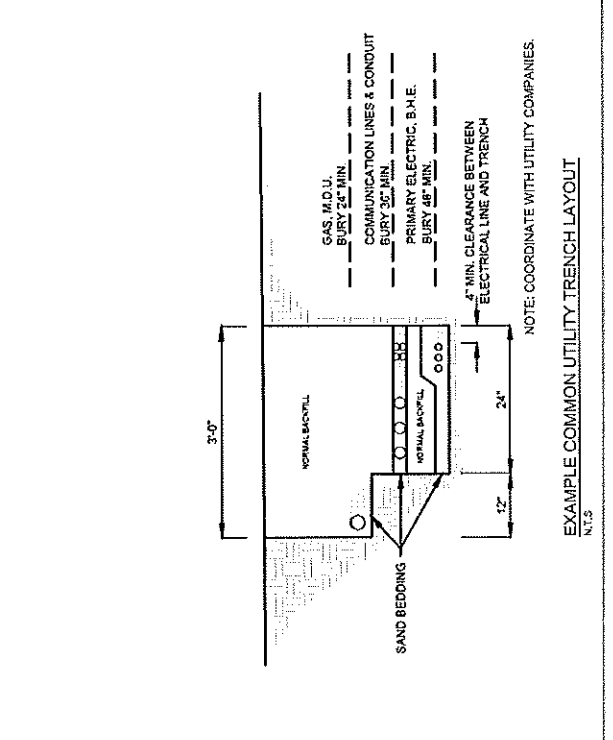 3'-0"
NORMAL BACKFILL
GAS, M.D.U.
BURY 24" MIN.
COMMUNICATION LINES & CONDUIT
BURY 36" MIN.
PRIMARY ELECTRIC, B.H.E.
BURY 48" MIN.
NORMAL BACKFILL
SAND BEDDING
4" MIN. CLEARANCE BETWEEN
ELECTRICAL LINE AND TRENCH
12"
24"
NOTE: COORDINATE WITH UTILITY COMPANIES.
EXAMPLE COMMON UTILITY TRENCH LAYOUT
N.T.S